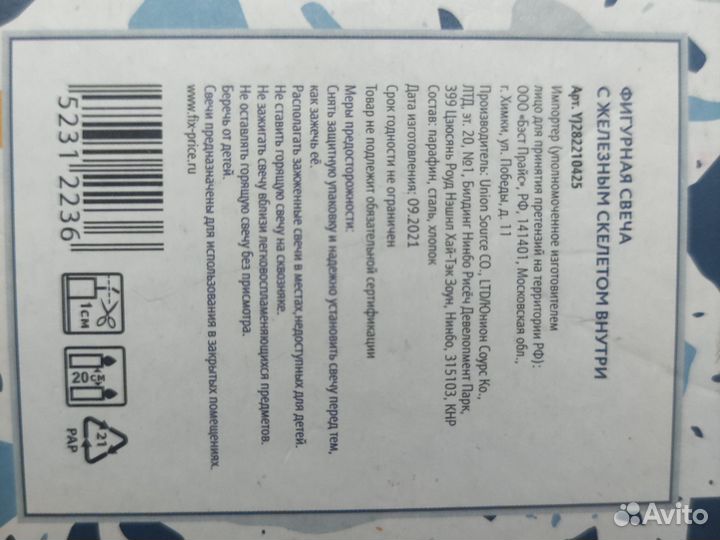 ФИГУРНАЯ СВЕЧА
С ЖЕЛЕЗНЫМ СКЕЛЕТОМ ВНУТРИ
Арт. YJ282210425
Импортер (уполномоченное изготовителем
лицо для принятия претензий на территории РФ):
ООО «Бэст Прайс», РФ, 141401, Московская обл.,
г. Химки, ул. Победы, д. 11
Производитель: Union Source CO., LTD/Юнион Соурс Ко.,
ЛТД, эт. 20, №1, Билдинг Нинбо Рисёч Девелопмент Парк,
399 Цзюсянь Роуд Нэшнл Хай-Тэк Зоун, Нинбо, 315103, КНР
Состав: парафин, сталь, хлопок
Дата изготовления: 09.2021
Срок годности не ограничен
Товар не подлежит обязательной сертификации
Меры предосторожности:
Снять защитную упаковку и надежно установить свечу перед тем,
как зажечь её.
Располагать зажженные свечи в местах,недоступных для детей.
Не ставить горящую свечу на сквозняке.
Не зажигать свечу вблизи легковоспламеняющихся предметов.
Не оставлять горящую свечу без присмотра.
Беречь от детей.
Свечи предназначены для использования в закрытых помещениях.
www.fix-price.ru
5231 2236
1 см
20
21
PAP
Avito